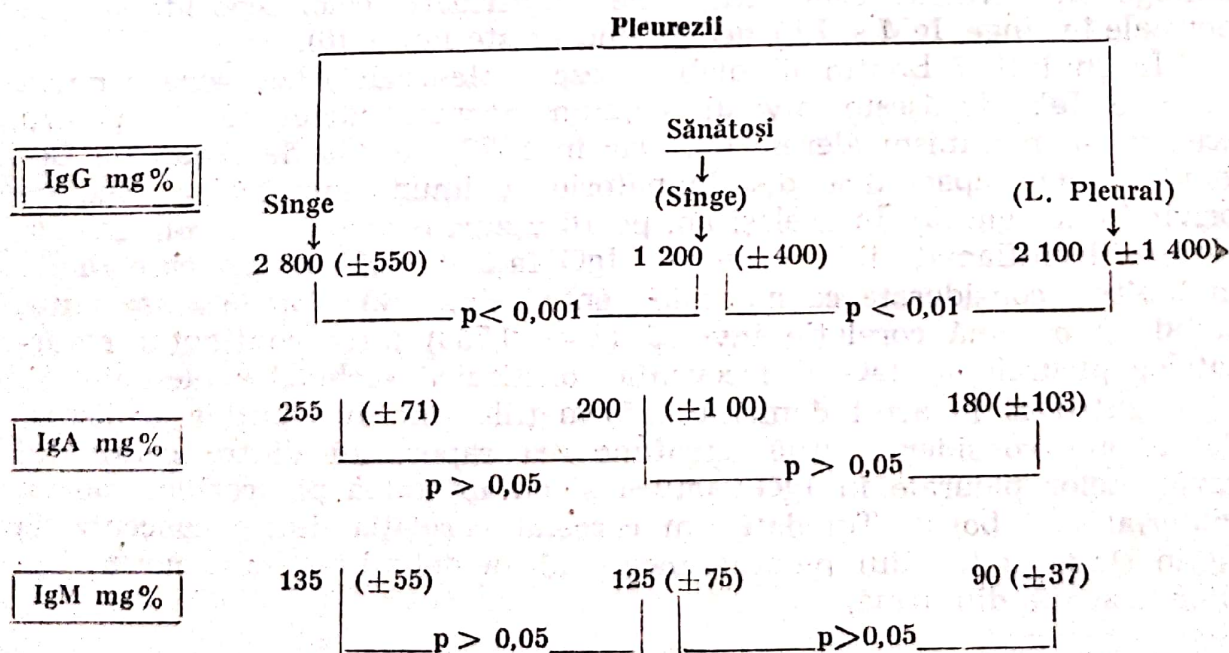 Pleurezii
Sănătoși
IgG mg%
Sînge
(Sînge)
(L. Pleural)
2 800 (±550)
1 200 (±400)
2 100 (±1 400)
p< 0,001
p < 0,01
IgA mg%
255 (±71)
200 (±1 00)
180(±103)
p > 0,05
p > 0,05
IgM mg%
135 (±55)
125 (±75)
90 (±37)
p > 0,05
p>0,05